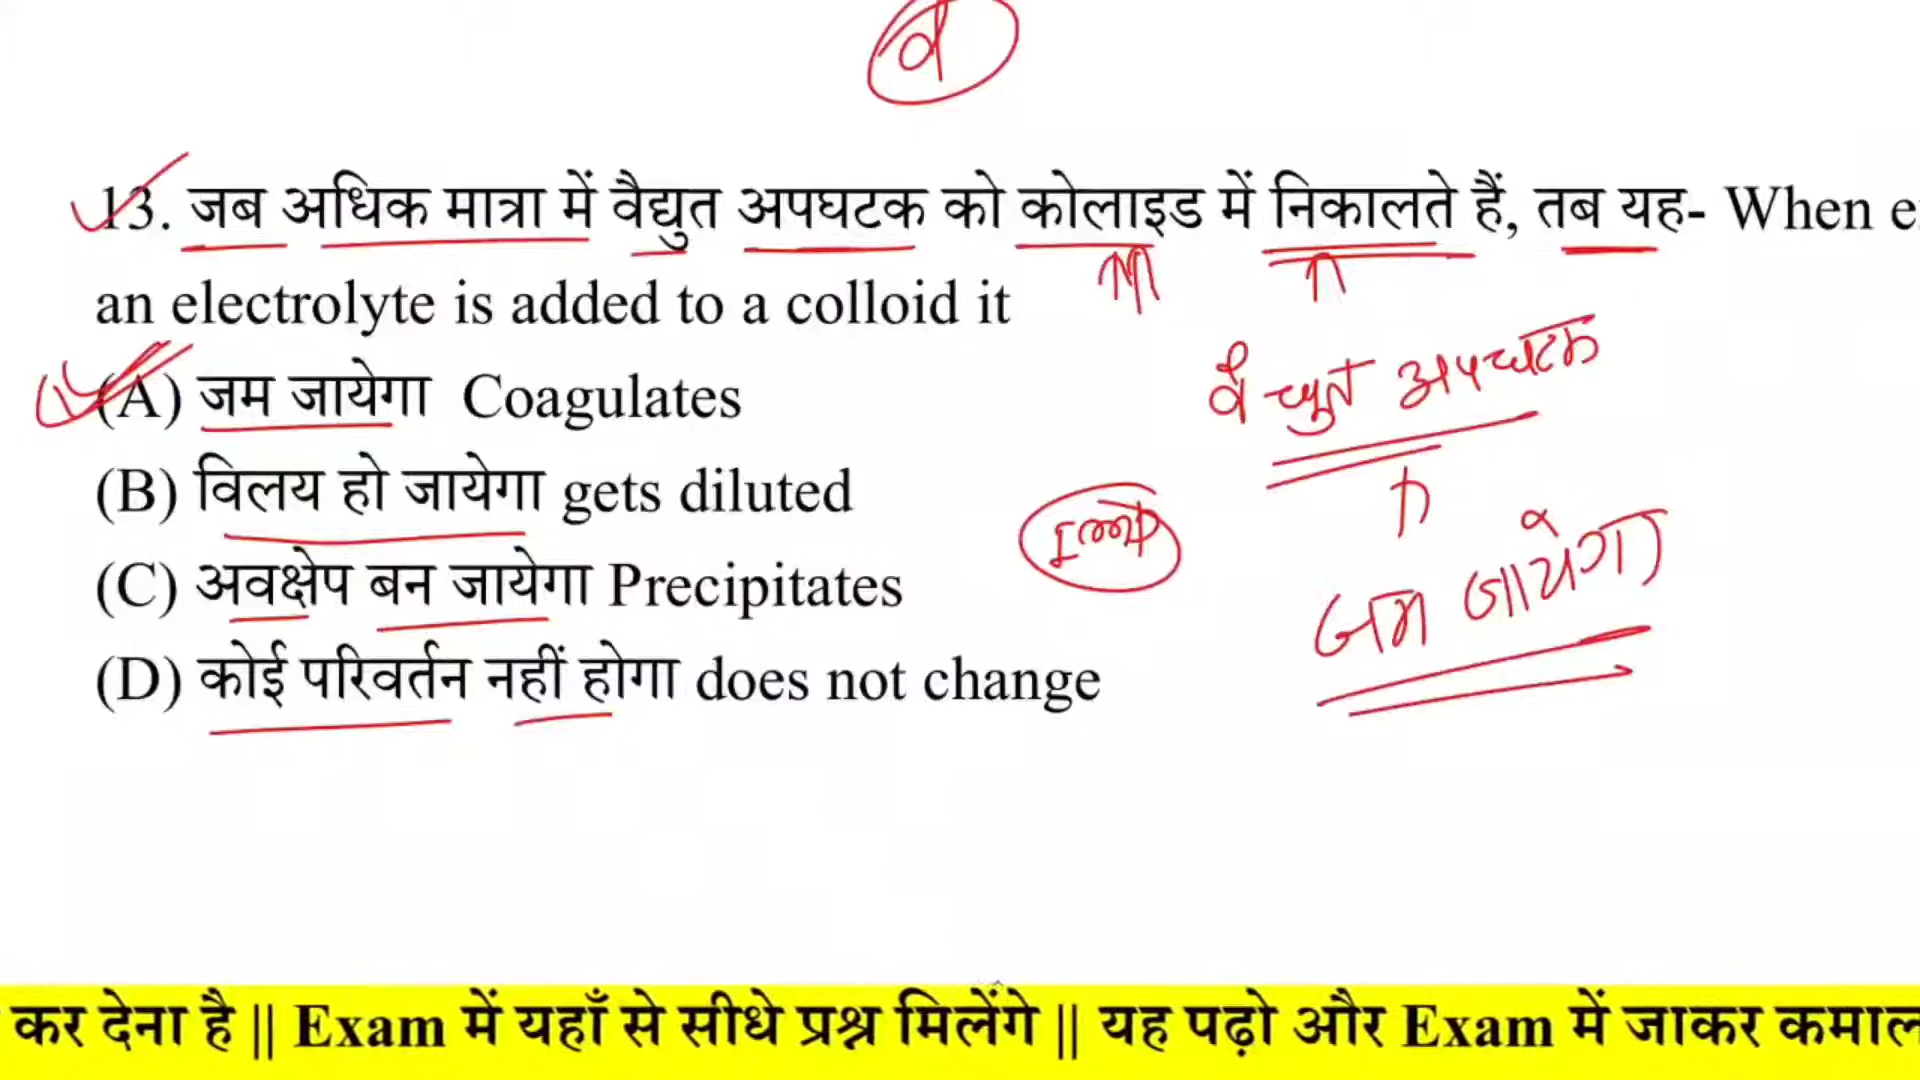 व
13. जब अधिक मात्रा में वैद्युत अपघटक को कोलाइड में निकालते हैं, तब यह- When e
an electrolyte is added to a colloid it
(A) जम जायेगा Coagulates
वैद्युत अपघटक
(B) विलय हो जायेगा gets diluted
(C) अवक्षेप बन जायेगा Precipitates
जम जायेगा
(D) कोई परिवर्तन नहीं होगा does not change
कर देना है || Exam में यहाँ से सीधे प्रश्न मिलेंगे || यह पढ़ो और Exam में जाकर कमाल